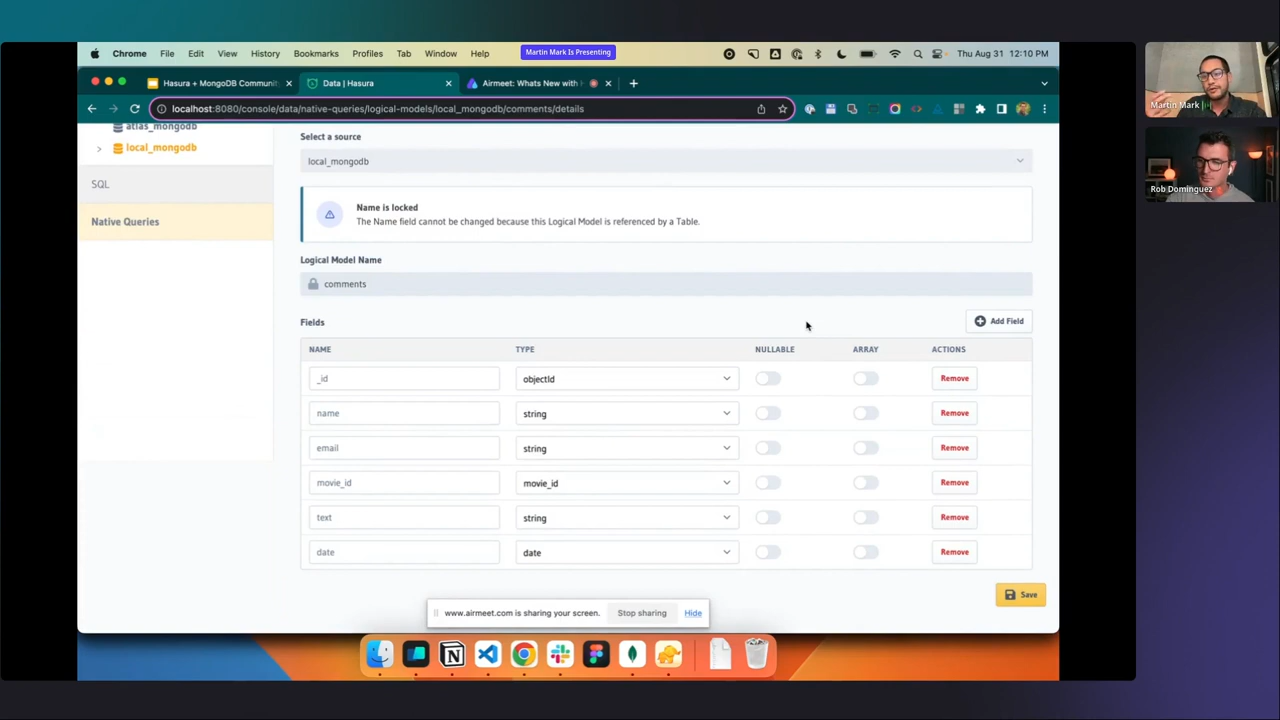 Chrome File Edit View History Bookmarks Profiles Tab Window Help Martin Mark Is Presenting Thu Aug 31 12:10 PM
Hasura + MongoDB Communit Data | Hasura Airmeet: Whats New with H
localhost:8080/console/data/native-queries/logical-models/local_mongodb/comments/details
Martin Mark
Rob Dominguez
atlas_mongodb
local_mongodb
SQL
Native Queries
Select a source
local_mongodb
Name is locked
The Name field cannot be changed because this Logical Model is referenced by a Table.
Logical Model Name
comments
Fields
Add Field
NAME TYPE NULLABLE ARRAY ACTIONS
_id objectId Remove
name string Remove
email string Remove
movie_id movie_id Remove
text string Remove
date date Remove
Save
www.airmeet.com is sharing your screen. Stop sharing Hide